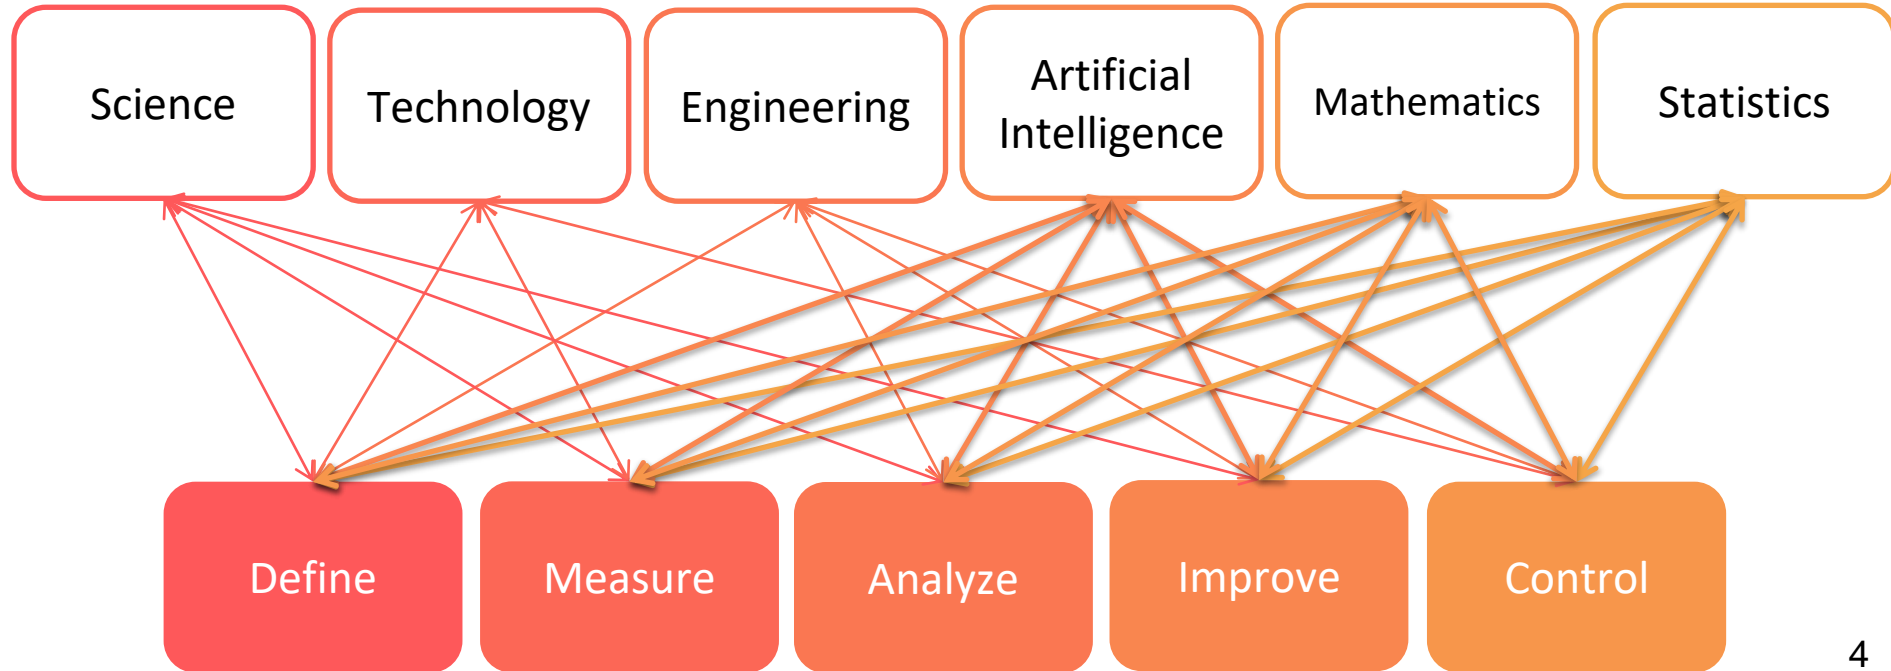 Science
Technology
Engineering
Artificial
Intelligence
Mathematics
Statistics
Define
Measure
Analyze
Improve
Control
4